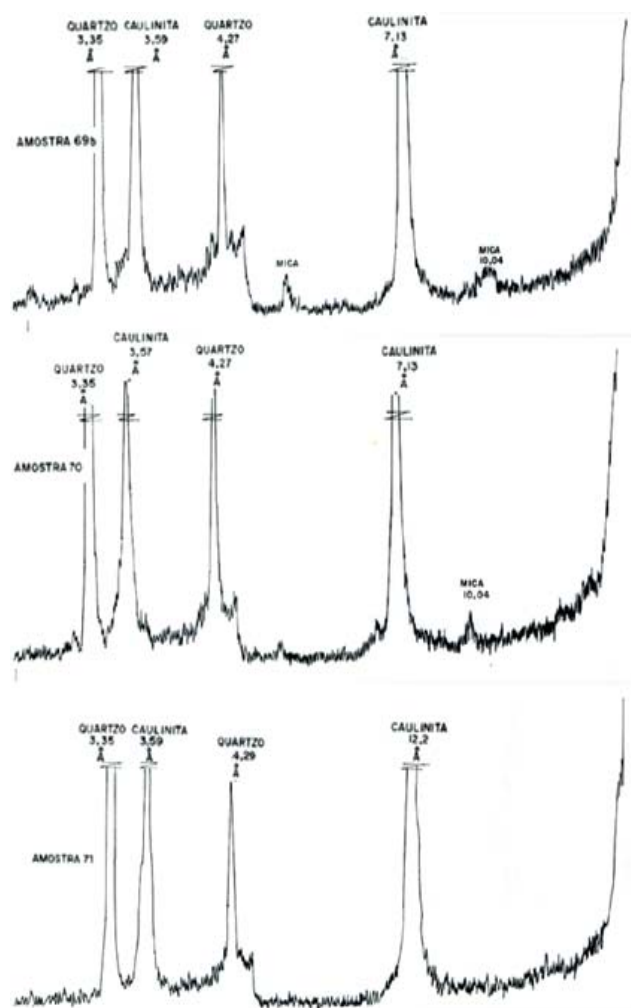 QUARTZO
3,35
Å
CAULINITA
3,59
Å
QUARTZO
4,27
Å
CAULINITA
7,13
Å
AMOSTRA 69b
MICA
MICA
10,04
QUARTZO
3,35
Å
CAULINITA
3,57
Å
QUARTZO
4,27
Å
CAULINITA
7,13
Å
AMOSTRA 70
MICA
10,04
QUARTZO
3,35
Å
CAULINITA
3,59
Å
QUARTZO
4,29
Å
CAULINITA
12,2
Å
AMOSTRA 71